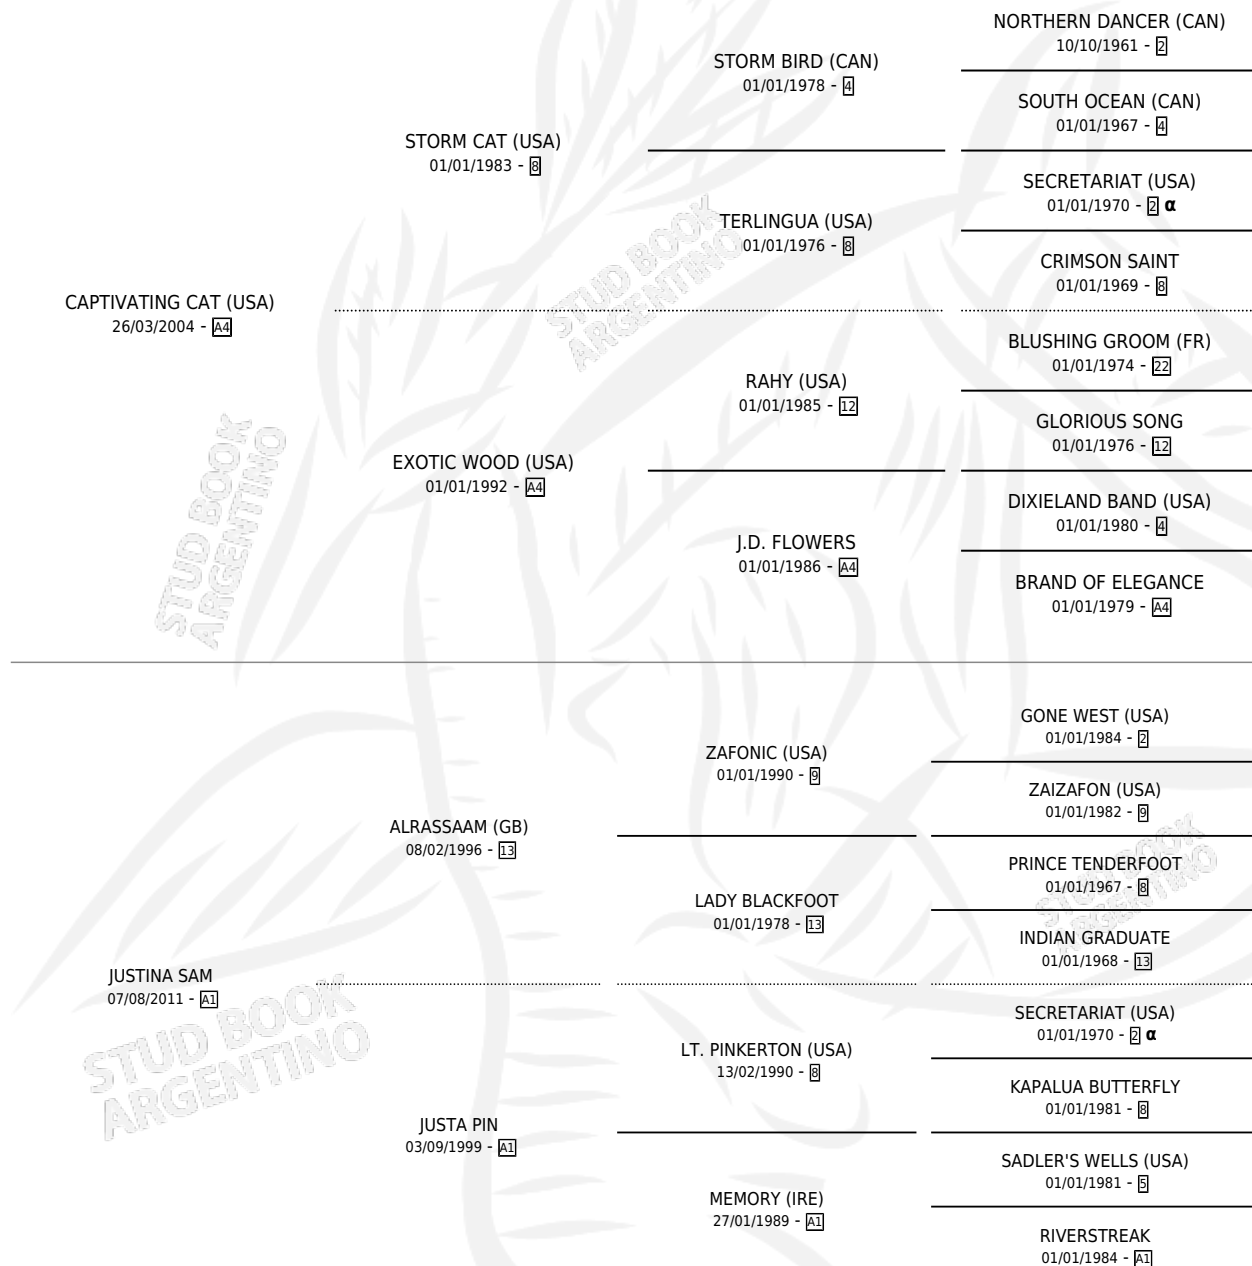 NORTHERN DANCER (CAN)
10/10/1961 - 2
STORM BIRD (CAN)
01/01/1978 - 4
SOUTH OCEAN (CAN)
01/01/1967 - 4
STORM CAT (USA)
01/01/1983 - 8
SECRETARIAT (USA)
01/01/1970 - 2 α
TERLINGUA (USA)
01/01/1976 - 8
CRIMSON SAINT
01/01/1969 - 8
CAPTIVATING CAT (USA)
26/03/2004 - A4
BLUSHING GROOM (FR)
01/01/1974 - 22
RAHY (USA)
01/01/1985 - 12
GLORIOUS SONG
01/01/1976 - 12
EXOTIC WOOD (USA)
01/01/1992 - A4
DIXIELAND BAND (USA)
01/01/1980 - 4
J.D. FLOWERS
01/01/1986 - A4
BRAND OF ELEGANCE
01/01/1979 - A4
GONE WEST (USA)
01/01/1984 - 2
ZAFONIC (USA)
01/01/1990 - 9
ZAIZAFON (USA)
01/01/1982 - 9
ALRASSAAM (GB)
08/02/1996 - 13
PRINCE TENDERFOOT
01/01/1967 - 8
LADY BLACKFOOT
01/01/1978 - 13
INDIAN GRADUATE
01/01/1968 - 13
JUSTINA SAM
07/08/2011 - A1
SECRETARIAT (USA)
01/01/1970 - 2 α
LT. PINKERTON (USA)
13/02/1990 - 8
KAPALUA BUTTERFLY
01/01/1981 - 8
JUSTA PIN
03/09/1999 - A1
SADLER'S WELLS (USA)
01/01/1981 - 5
MEMORY (IRE)
27/01/1989 - A1
RIVERSTREAK
01/01/1984 - A1
STUD BOOK
ARGENTINO
STUD BOOK
ARGENTINO
STUD BOOK
ARGENTINO
STUD BOOK
ARGENTINO